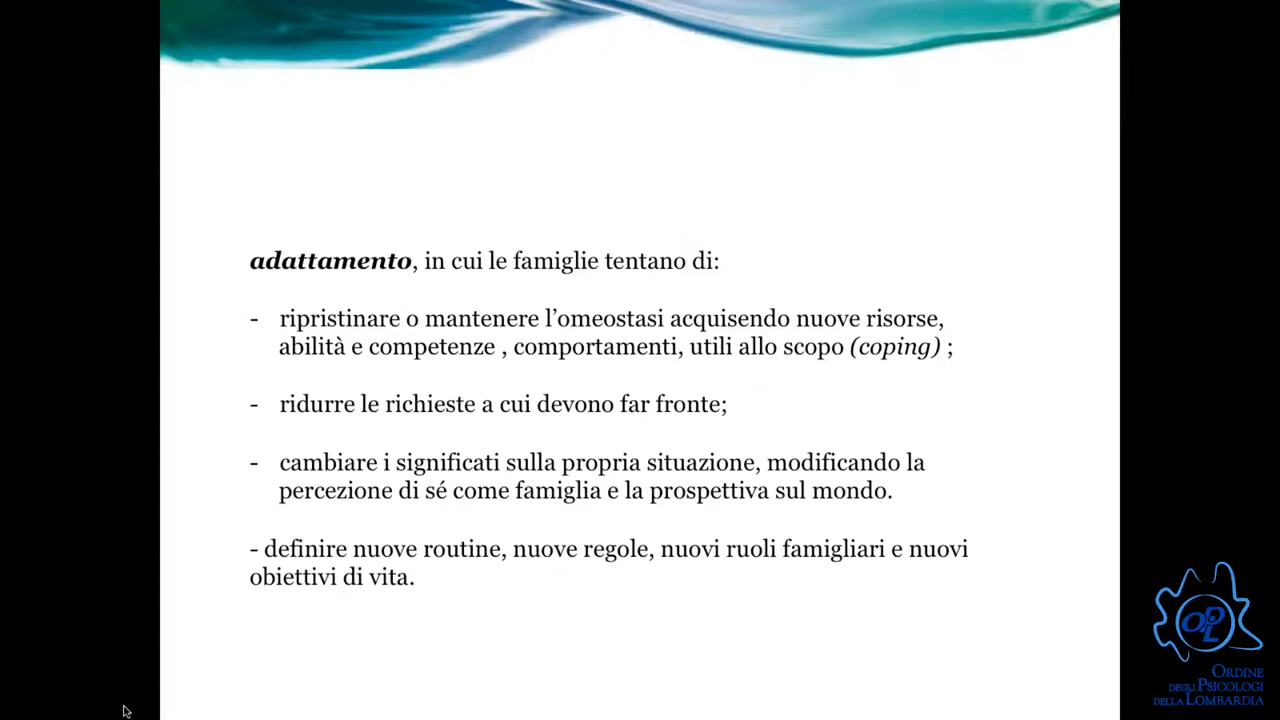 adattamento, in cui le famiglie tentano di:
- ripristinare o mantenere l’omeostasi acquisendo nuove risorse,
abilità e competenze , comportamenti, utili allo scopo (coping) ;
- ridurre le richieste a cui devono far fronte;
- cambiare i significati sulla propria situazione, modificando la
percezione di sé come famiglia e la prospettiva sul mondo.
- definire nuove routine, nuove regole, nuovi ruoli famigliari e nuovi
obiettivi di vita.
OPL
ORDINE
DEGLI PSICOLOGI
DELLA LOMBARDIA